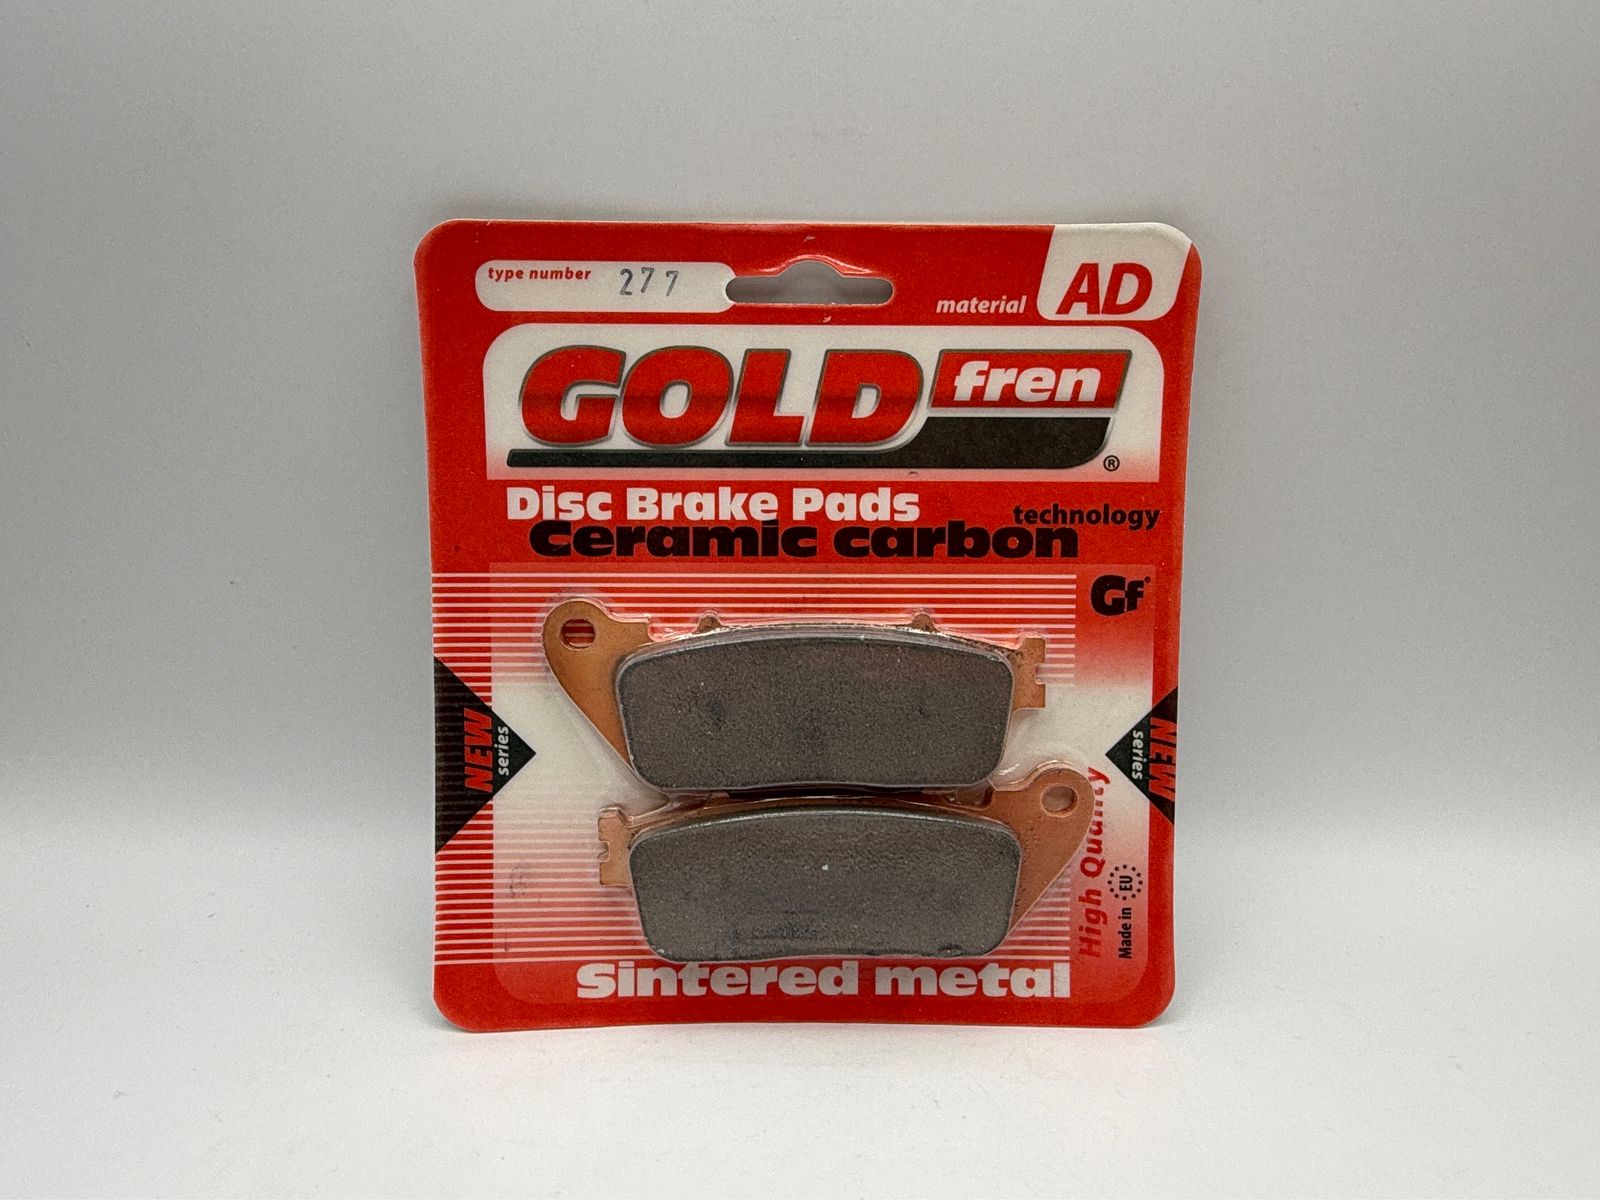 type number 277
material AD
GOLD fren ®
Disc Brake Pads
Ceramic carbon technology
Gf
NEW series
NEW series
High Quality
Made in EU
Sintered metal